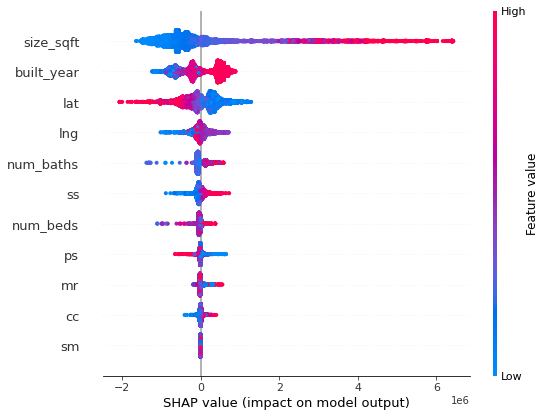 High
size_sqft
built_year
lat
lng
num_baths
ss
num_beds
ps
mr
cc
sm
Feature value
Low
−2 0 2 4 6
1e6
SHAP value (impact on model output)